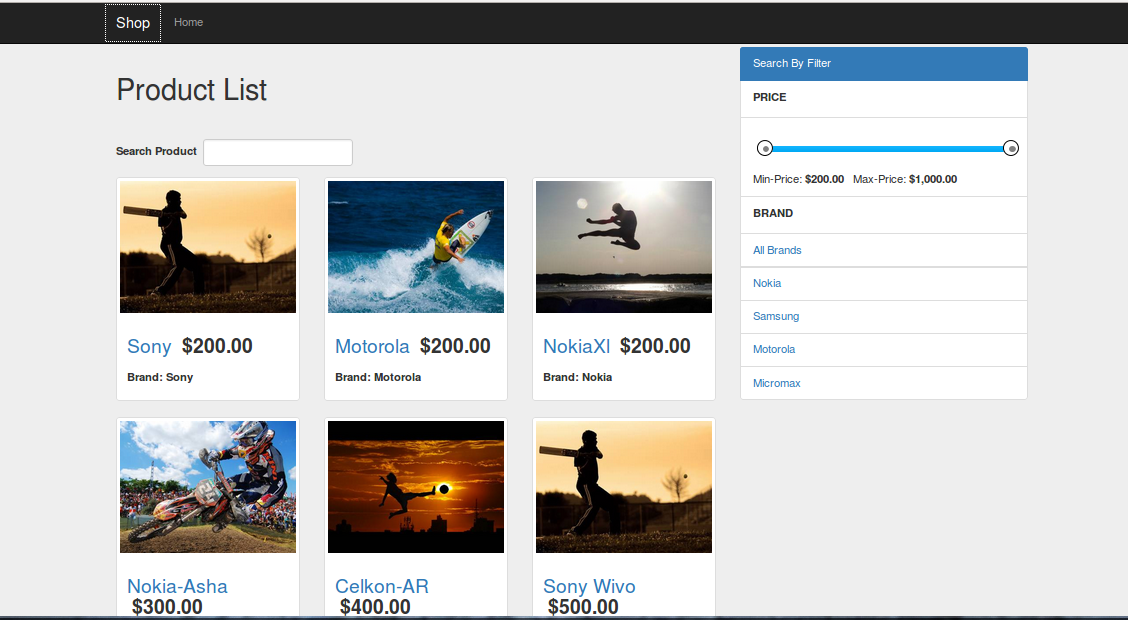 Shop Home
Product List
Search Product
Sony $200.00
Brand: Sony
Motorola $200.00
Brand: Motorola
NokiaXl $200.00
Brand: Nokia
Nokia-Asha
$300.00
Celkon-AR
$400.00
Sony Wivo
$500.00
Search By Filter
PRICE
Min-Price: $200.00 Max-Price: $1,000.00
BRAND
All Brands
Nokia
Samsung
Motorola
Micromax